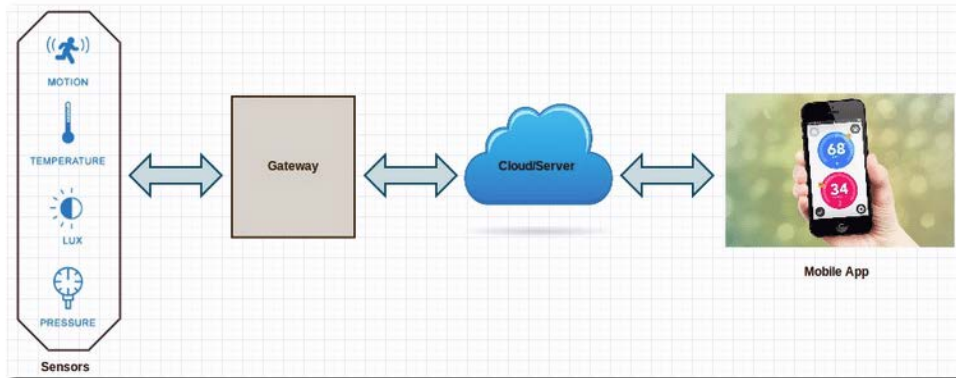 MOTION
TEMPERATURE
LUX
PRESSURE
Sensors
Gateway
Cloud/Server
68
34
Mobile App